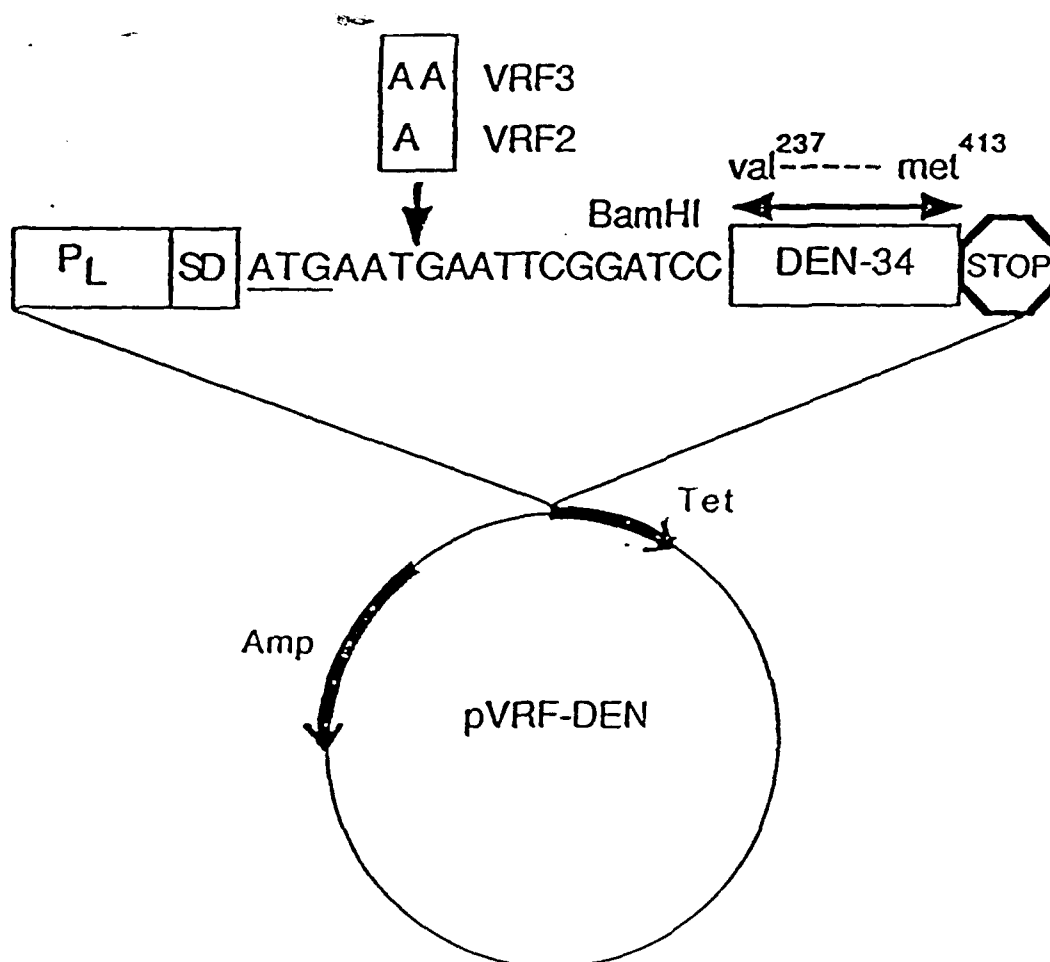 AA VRF3
A VRF2
val237----- met413
BamHI
PL SD ATGAATGAATTCGGATCC DEN-34 STOP
Tet
Amp
pVRF-DEN